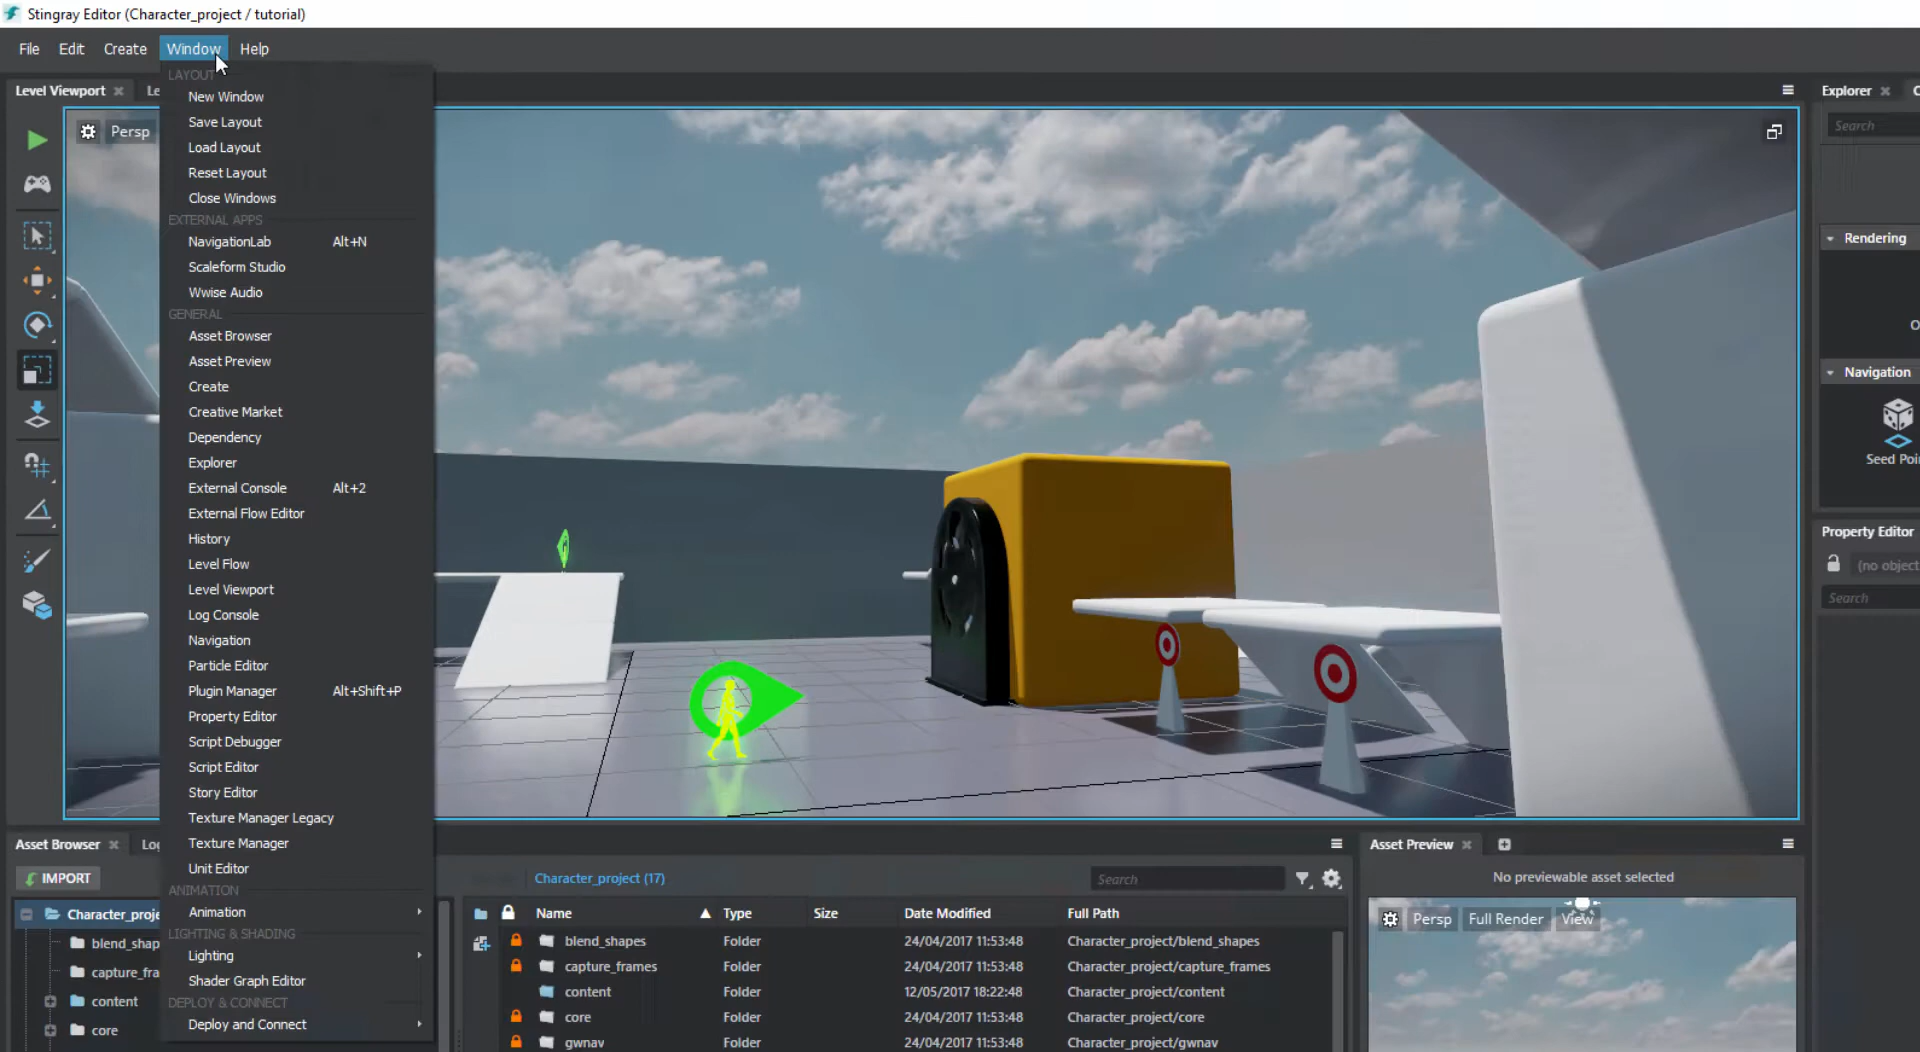 Stingray Editor (Character_project / tutorial)
File Edit Create Window Help
LAYOUT
New Window
Save Layout
Load Layout
Reset Layout
Close Windows
EXTERNAL APPS
NavigationLab Alt+N
Scaleform Studio
Wwise Audio
GENERAL
Asset Browser
Asset Preview
Create
Creative Market
Dependency
Explorer
External Console Alt+2
External Flow Editor
History
Level Flow
Level Viewport
Log Console
Navigation
Particle Editor
Plugin Manager Alt+Shift+P
Property Editor
Script Debugger
Script Editor
Story Editor
Texture Manager Legacy
Texture Manager
Unit Editor
ANIMATION
Animation
LIGHTING & SHADING
Lighting
Shader Graph Editor
DEPLOY & CONNECT
Deploy and Connect
Level Viewport Le
Persp
Explorer C
Search
Rendering
O
Navigation
Seed Poi
Property Editor
(no object
Search
Asset Browser Log
IMPORT
Character_proje
blend_shap
capture_fra
content
core
Character_project (17)
Search
Name Type Size Date Modified Full Path
blend_shapes Folder 24/04/2017 11:53:48 Character_project/blend_shapes
capture_frames Folder 24/04/2017 11:53:48 Character_project/capture_frames
content Folder 12/05/2017 18:22:48 Character_project/content
core Folder 24/04/2017 11:53:48 Character_project/core
gwnav Folder 24/04/2017 11:53:48 Character_project/gwnav
Asset Preview
No previewable asset selected
Persp Full Render View